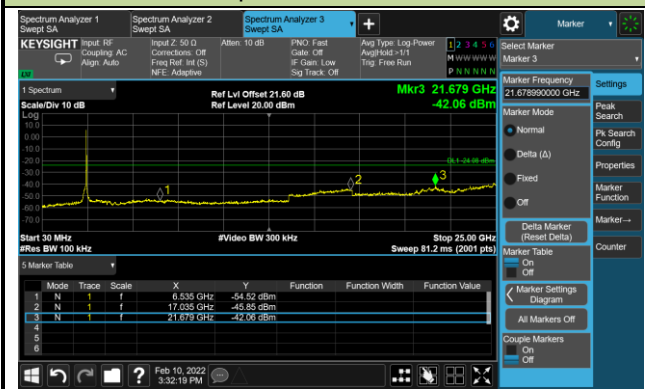 Spectrum Analyzer 1
Swept SA
Spectrum Analyzer 2
Swept SA
Spectrum Analyzer 3
Swept SA
Marker
KEYSIGHT
Input: RF
Coupling: AC
Align: Auto
Input Z: 50 Ω
Corrections: Off
Freq Ref: Int (S)
NFE: Adaptive
Atten: 10 dB
PNO: Fast
Gate: Off
IF Gain: Low
Sig Track: Off
Avg Type: Log-Power
Avg|Hold:>1/1
Trig: Free Run
1 2 3 4 5 6
M W W W W W
P N N N N N
Select Marker
Marker 3
1 Spectrum
Scale/Div 10 dB
Ref Lvl Offset 21.60 dB
Ref Level 20.00 dBm
Mkr3 21.679 GHz
-42.06 dBm
Log
10.0
0.00
-10.0
-20.0
-30.0
-40.0
-50.0
-60.0
-70.0
DL1 -24.00 dBm
1
2
3
Start 30 MHz
#Res BW 100 kHz
#Video BW 300 kHz
Stop 25.00 GHz
Sweep 81.2 ms (2001 pts)
5 Marker Table
Mode Trace Scale X Y Function Function Width Function Value
1 N 1 f 6.535 GHz -54.52 dBm
2 N 1 f 17.035 GHz -45.85 dBm
3 N 1 f 21.679 GHz -42.06 dBm
4
5
6
Marker Frequency
21.678990000 GHz
Marker Mode
Normal
Delta (Δ)
Fixed
Off
Delta Marker
(Reset Delta)
Marker Table
On
Off
Marker Settings
Diagram
All Markers Off
Couple Markers
On
Off
Settings
Peak
Search
Pk Search
Config
Properties
Marker
Function
Marker→
Counter
Feb 10, 2022
3:32:19 PM